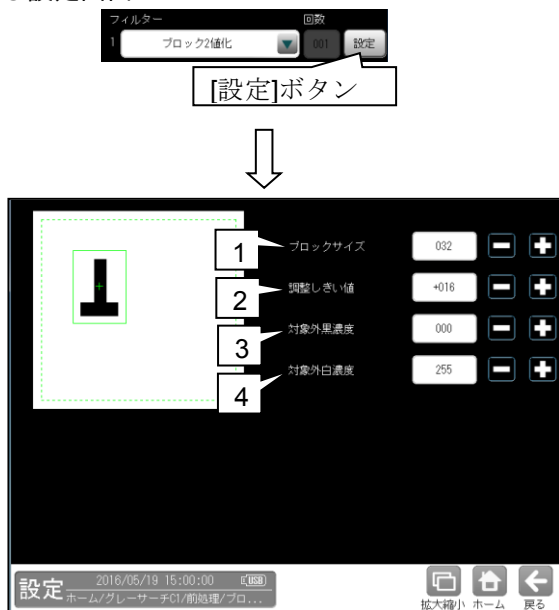 フィルター 回数
1 ブロック2値化 001 設定
[設定]ボタン
1 ブロックサイズ 032
2 調整しきい値 +016
3 対象外黒濃度 000
4 対象外白濃度 255
設定 2016/05/19 15:00:00 USB
ホーム/グレーサーチC1/前処理/ブロ...
拡大縮小 ホーム 戻る